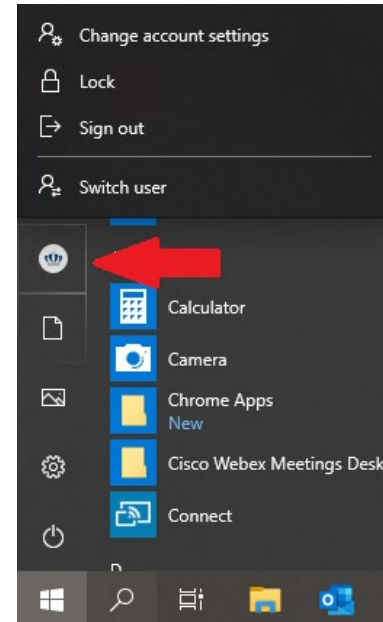 Change account settings
Lock
Sign out
Switch user
Calculator
Camera
Chrome Apps
New
Cisco Webex Meetings Desk
Connect